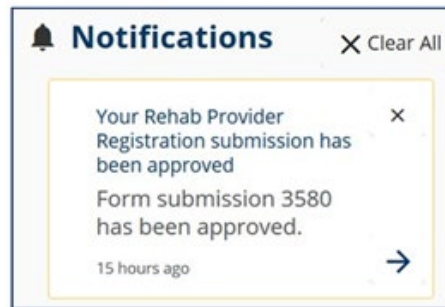 Notifications
Clear All
Your Rehab Provider
Registration submission has
been approved
Form submission 3580
has been approved.
15 hours ago